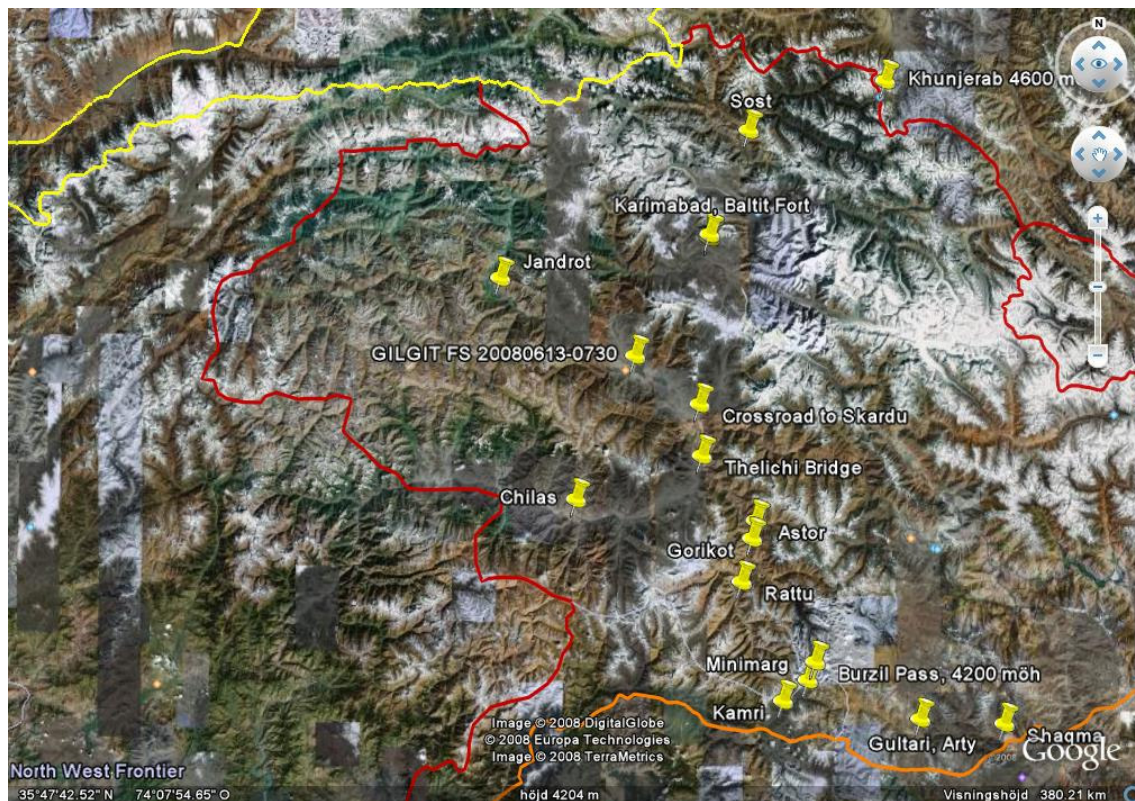 N
Khunjerab 4600 m
Sost
Karimabad, Baltit Fort
Jandrot
GILGIT FS 20080613-0730
Crossroad to Skardu
Thelichi Bridge
Chilas
Astor
Gorikot
Rattu
Minimarg
Burzil Pass, 4200 möh
Kamri
Gultari, Arty
Shaqma
Image © 2008 DigitalGlobe
© 2008 Europa Technologies
Image © 2008 TerraMetrics
© 2008
Google
North West Frontier
35°47'42.52" N 74°07'54.65" O
höjd 4204 m
Visningshöjd 380.21 km